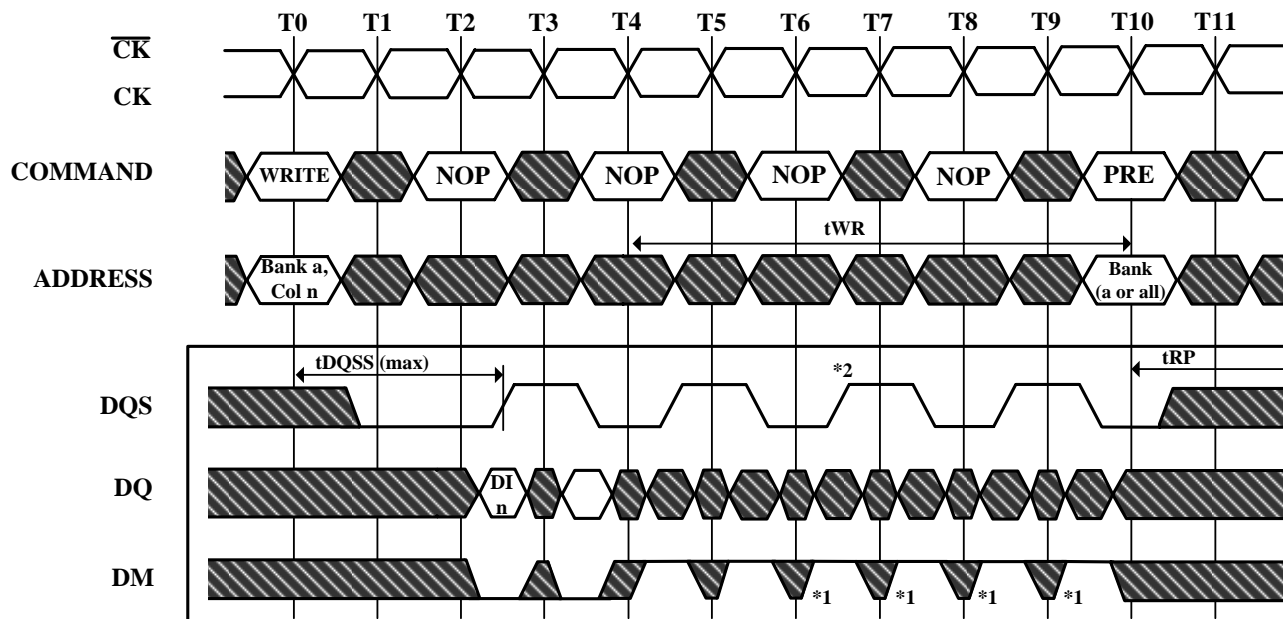 T0 T1 T2 T3 T4 T5 T6 T7 T8 T9 T10 T11
CK
CK
COMMAND WRITE NOP NOP NOP NOP PRE
tWR
ADDRESS Bank a, Bank
Col n (a or all)
tDQSS (max) *2 tRP
DQS
DQ DI
n
DM
*1 *1 *1 *1